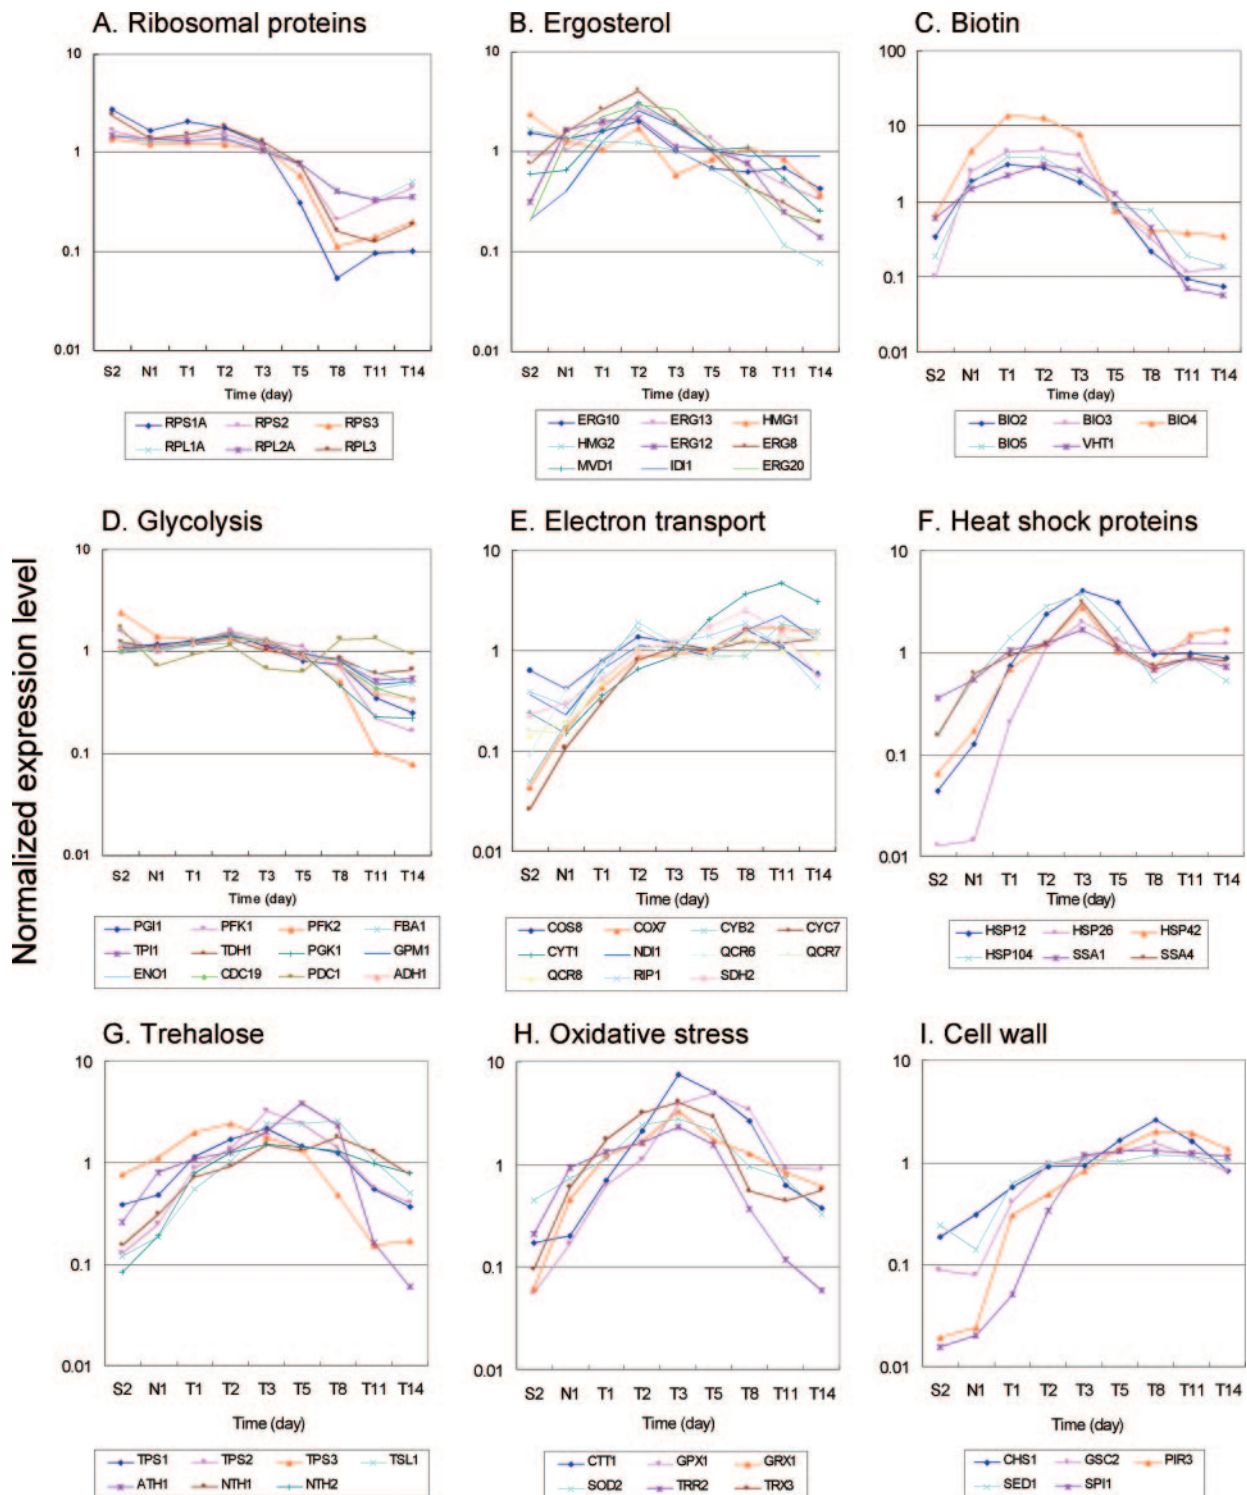 A. Ribosomal proteins
10
1
0.1
0.01
S2 N1 T1 T2 T3 T5 T8 T11 T14
Time (day)
RPS1A RPS2 RPS3
RPL1A RPL2A RPL3
B. Ergosterol
10
1
0.1
0.01
S2 N1 T1 T2 T3 T5 T8 T11 T14
Time (day)
ERG10 ERG13 HMG1
HMG2 ERG12 ERG8
MVD1 IDI1 ERG20
C. Biotin
100
10
1
0.1
0.01
S2 N1 T1 T2 T3 T5 T8 T11 T14
Time (day)
BIO2 BIO3 BIO4
BIO5 VHT1
Normalized expression level
D. Glycolysis
10
1
0.1
0.01
S2 N1 T1 T2 T3 T5 T8 T11 T14
Time (day)
PGI1 PFK1 PFK2 FBA1
TPI1 TDH1 PGK1 GPM1
ENO1 CDC19 PDC1 ADH1
E. Electron transport
10
1
0.1
0.01
S2 N1 T1 T2 T3 T5 T8 T11 T14
Time (day)
COS8 COX7 CYB2 CYC7
CYT1 NDI1 QCR6 QCR7
QCR8 RIP1 SDH2
F. Heat shock proteins
10
1
0.1
0.01
S2 N1 T1 T2 T3 T5 T8 T11 T14
Time (day)
HSP12 HSP26 HSP42
HSP104 SSA1 SSA4
G. Trehalose
10
1
0.1
0.01
S2 N1 T1 T2 T3 T5 T8 T11 T14
Time (day)
TPS1 TPS2 TPS3 TSL1
ATH1 NTH1 NTH2
H. Oxidative stress
10
1
0.1
0.01
S2 N1 T1 T2 T3 T5 T8 T11 T14
Time (day)
CTT1 GPX1 GRX1
SOD2 TRR2 TRX3
I. Cell wall
10
1
0.1
0.01
S2 N1 T1 T2 T3 T5 T8 T11 T14
Time (day)
CHS1 GSC2 PIR3
SED1 SPI1